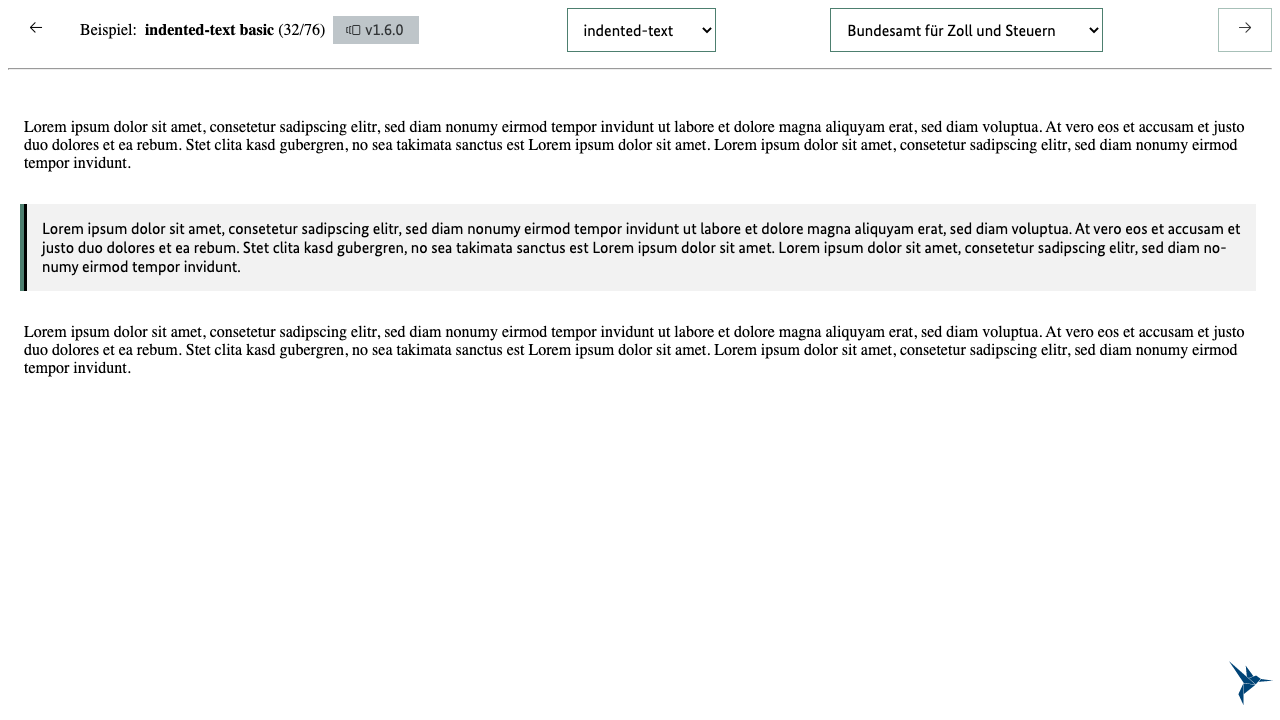 Beispiel: indented-text basic (32/76) v1.6.0 indented-text Bundesamt für Zoll und Steuern
Lorem ipsum dolor sit amet, consetetur sadipscing elitr, sed diam nonumy eirmod tempor invidunt ut labore et dolore magna aliquyam erat, sed diam voluptua. At vero eos et accusam et justo
duo dolores et ea rebum. Stet clita kasd gubergren, no sea takimata sanctus est Lorem ipsum dolor sit amet. Lorem ipsum dolor sit amet, consetetur sadipscing elitr, sed diam nonumy eirmod
tempor invidunt.
Lorem ipsum dolor sit amet, consetetur sadipscing elitr, sed diam nonumy eirmod tempor invidunt ut labore et dolore magna aliquyam erat, sed diam voluptua. At vero eos et accusam et
justo duo dolores et ea rebum. Stet clita kasd gubergren, no sea takimata sanctus est Lorem ipsum dolor sit amet. Lorem ipsum dolor sit amet, consetetur sadipscing elitr, sed diam no-
numy eirmod tempor invidunt.
Lorem ipsum dolor sit amet, consetetur sadipscing elitr, sed diam nonumy eirmod tempor invidunt ut labore et dolore magna aliquyam erat, sed diam voluptua. At vero eos et accusam et justo
duo dolores et ea rebum. Stet clita kasd gubergren, no sea takimata sanctus est Lorem ipsum dolor sit amet. Lorem ipsum dolor sit amet, consetetur sadipscing elitr, sed diam nonumy eirmod
tempor invidunt.